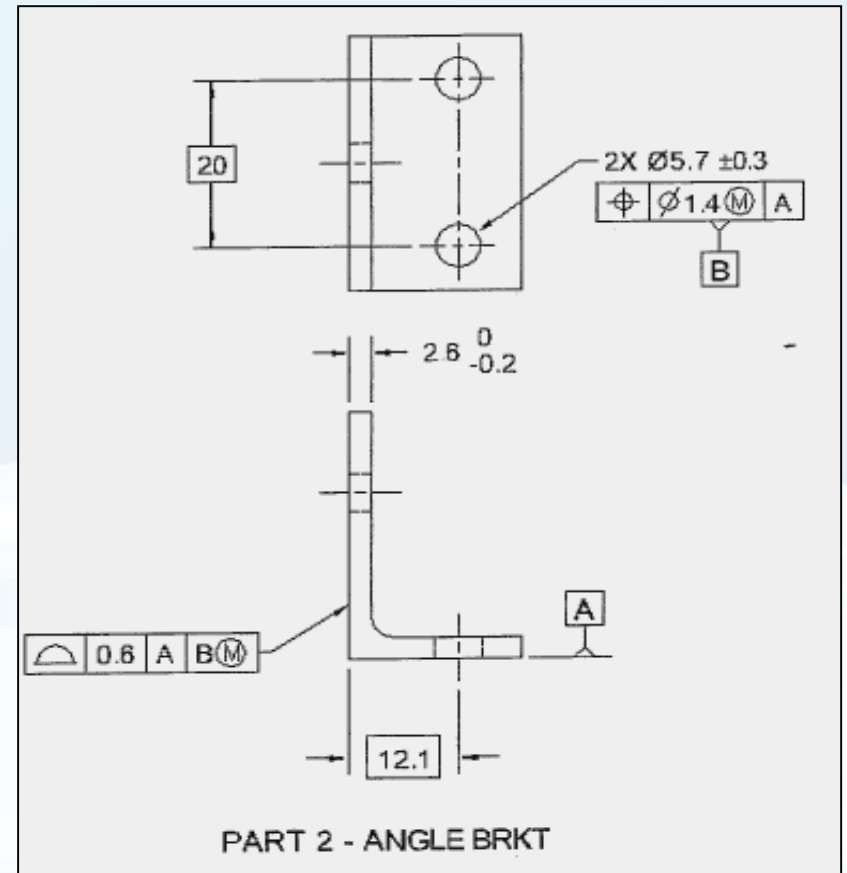 20
2X Ø5.7 ±0.3
⌖ Ø1.4Ⓜ A
B
2.6 0 -0.2
A
⌓ 0.6 A BⓂ
12.1
PART 2 - ANGLE BRKT